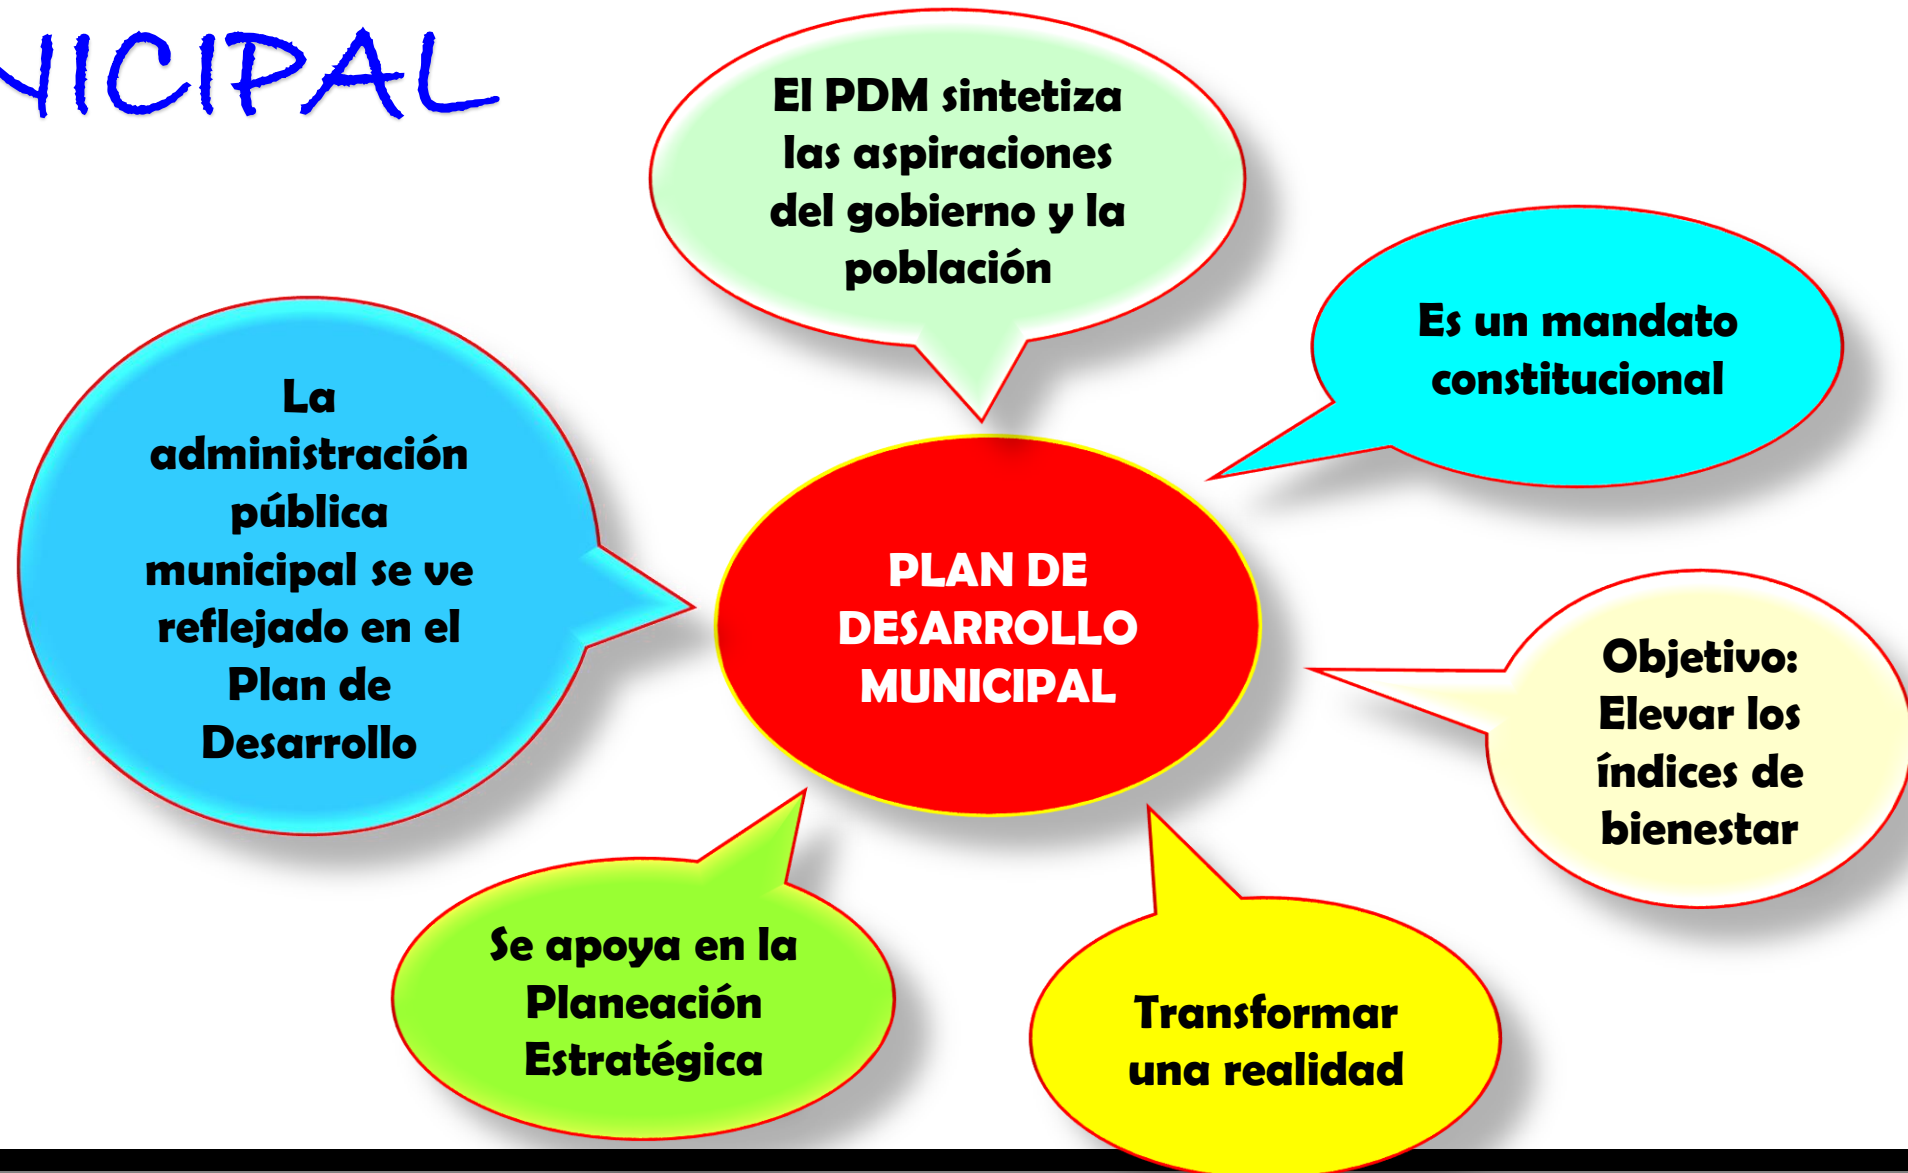 NICIPAL
El PDM sintetiza
las aspiraciones
del gobierno y la
población
Es un mandato
constitucional
La
administración
pública
municipal se ve
reflejado en el
Plan de
Desarrollo
PLAN DE
DESARROLLO
MUNICIPAL
Objetivo:
Elevar los
índices de
bienestar
Se apoya en la
Planeación
Estratégica
Transformar
una realidad